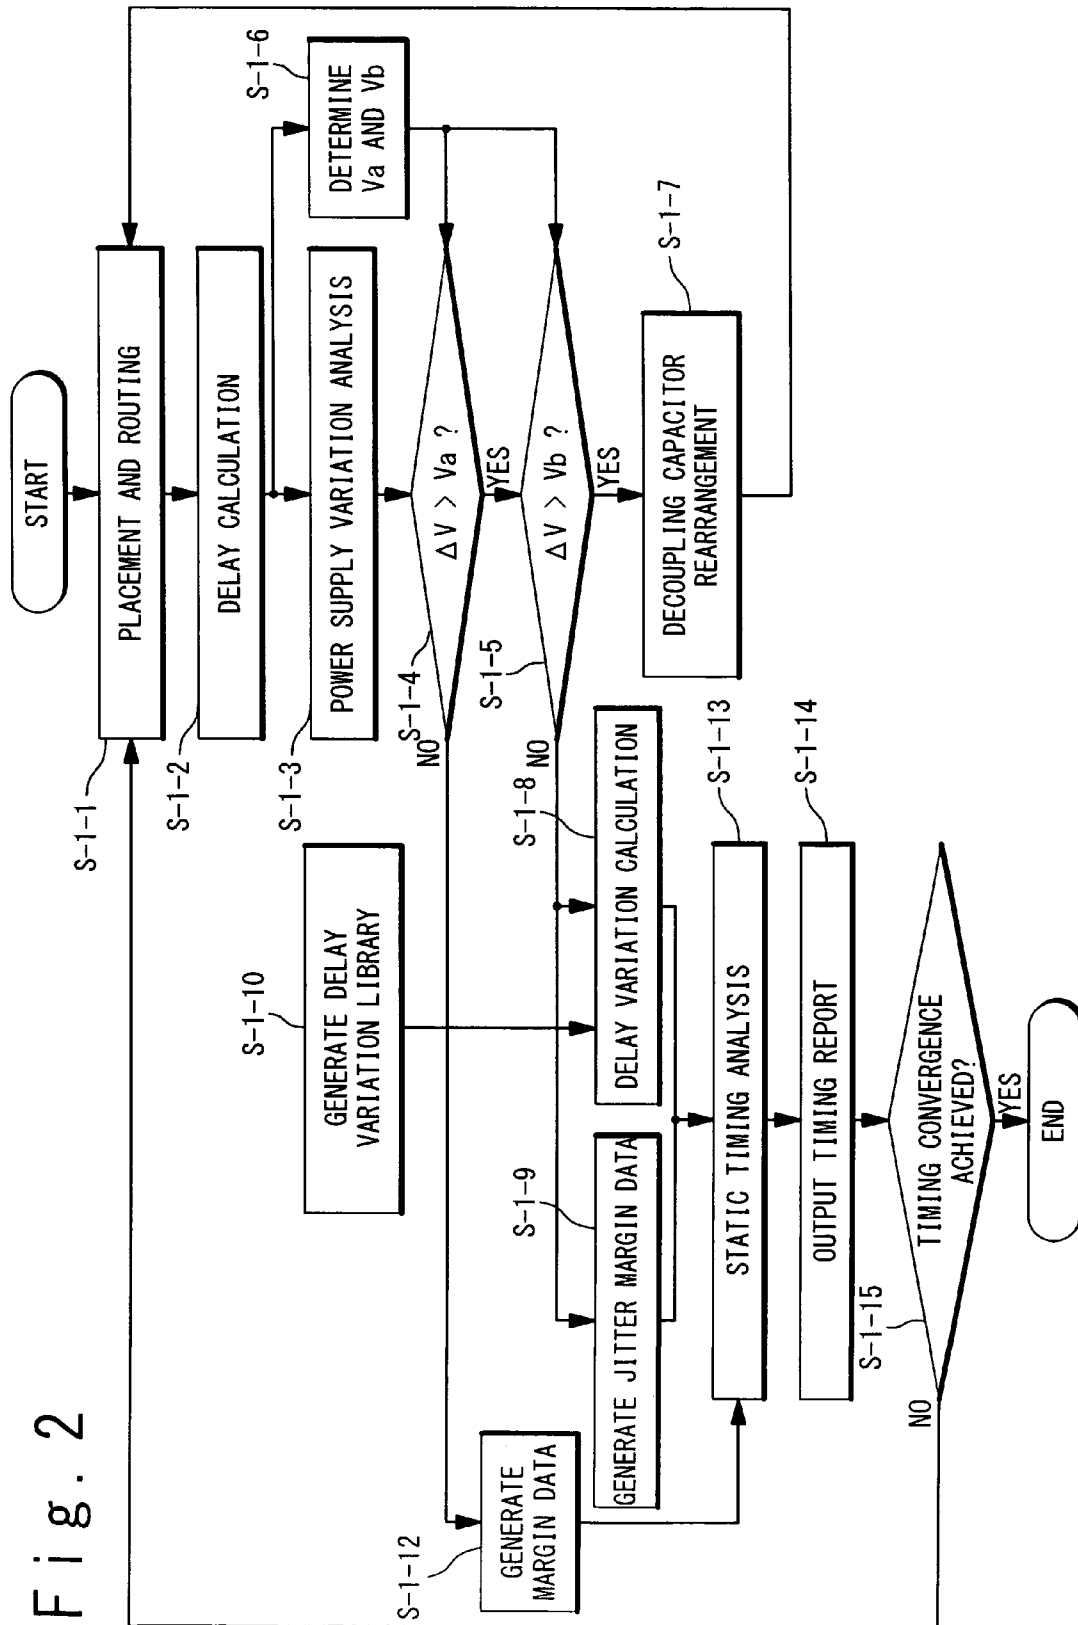 Fig. 2
START
S-1-1
PLACEMENT AND ROUTING
S-1-2
DELAY CALCULATION
S-1-3
POWER SUPPLY VARIATION ANALYSIS
S-1-6
DETERMINE
Va AND Vb
S-1-10
GENERATE DELAY
VARIATION LIBRARY
S-1-4
ΔV > Va ?
NO
YES
S-1-5
ΔV > Vb ?
NO
YES
S-1-7
DECOUPLING CAPACITOR
REARRANGEMENT
S-1-12
GENERATE
MARGIN DATA
S-1-9
GENERATE JITTER MARGIN DATA
S-1-8
DELAY VARIATION CALCULATION
S-1-13
STATIC TIMING ANALYSIS
S-1-14
OUTPUT TIMING REPORT
S-1-15
TIMING CONVERGENCE
ACHIEVED?
NO
YES
END